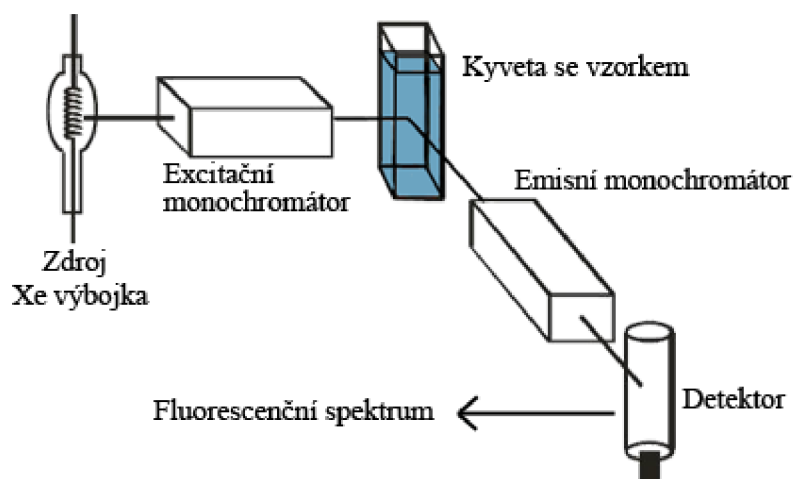 Kyveta se vzorkem
Excitační
monochromátor
Emisní monochromátor
Zdroj
Xe výbojka
Detektor
Fluorescenční spektrum